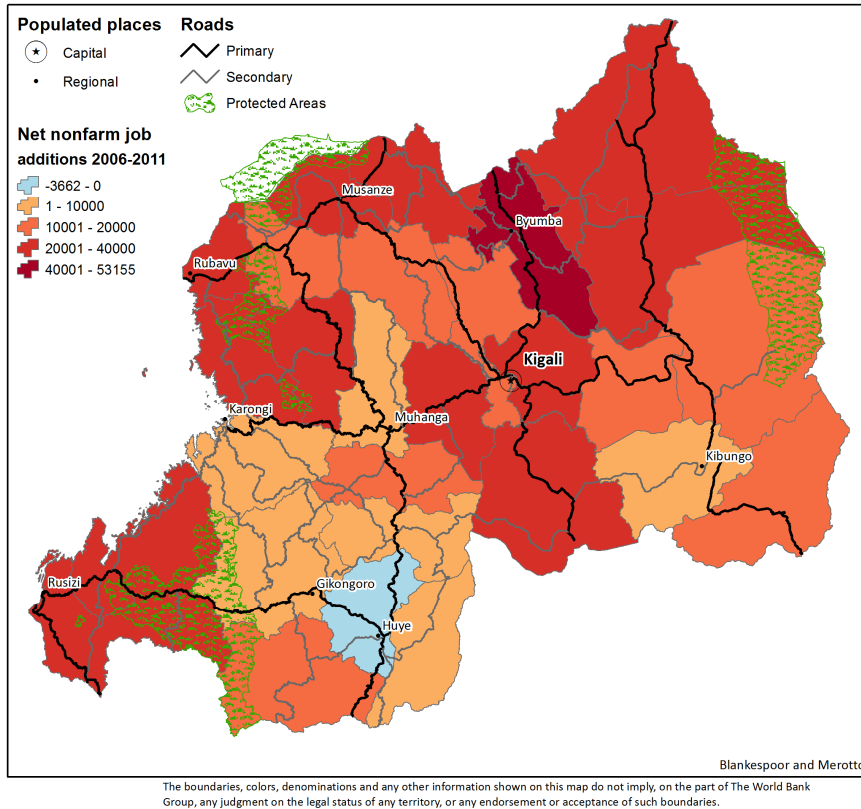 Populated places
Capital
Regional
Roads
Primary
Secondary
Protected Areas
Net nonfarm job
additions 2006-2011
-3662 - 0
1 - 10000
10001 - 20000
20001 - 40000
40001 - 53155
Musanze
Byumba
Rubavu
Kigali
Karongi
Muhanga
Kibungo
Rusizi
Gikongoro
Huye
Blankespoor and Merotto
The boundaries, colors, denominations and any other information shown on this map do not imply, on the part of The World Bank
Group, any judgment on the legal status of any territory, or any endorsement or acceptance of such boundaries.